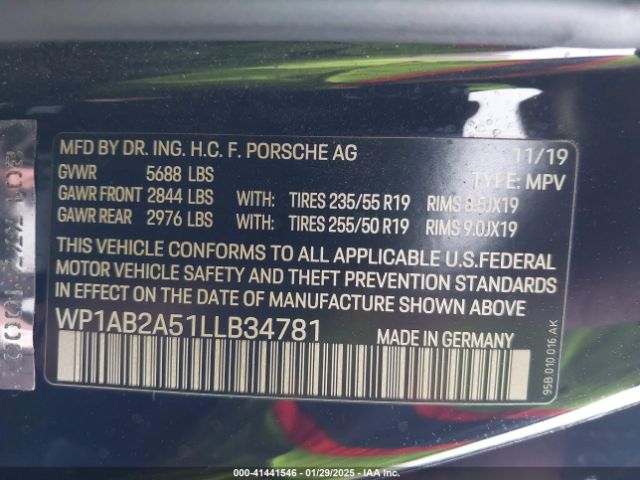 MFD BY DR. ING. H.C. F. PORSCHE AG 11/19
GVWR 5688 LBS TYPE: MPV
GAWR FRONT 2844 LBS WITH: TIRES 235/55 R19 RIMS 8.5JX19
GAWR REAR 2976 LBS WITH: TIRES 255/50 R19 RIMS 9.0JX19
THIS VEHICLE CONFORMS TO ALL APPLICABLE U.S.FEDERAL
MOTOR VEHICLE SAFETY AND THEFT PREVENTION STANDARDS
IN EFFECT ON THE DATE OF MANUFACTURE SHOWN ABOVE
WP1AB2A51LLB34781 MADE IN GERMANY
95B 010 016 AK
000-41441546 - 01/29/2025 - IAA Inc.